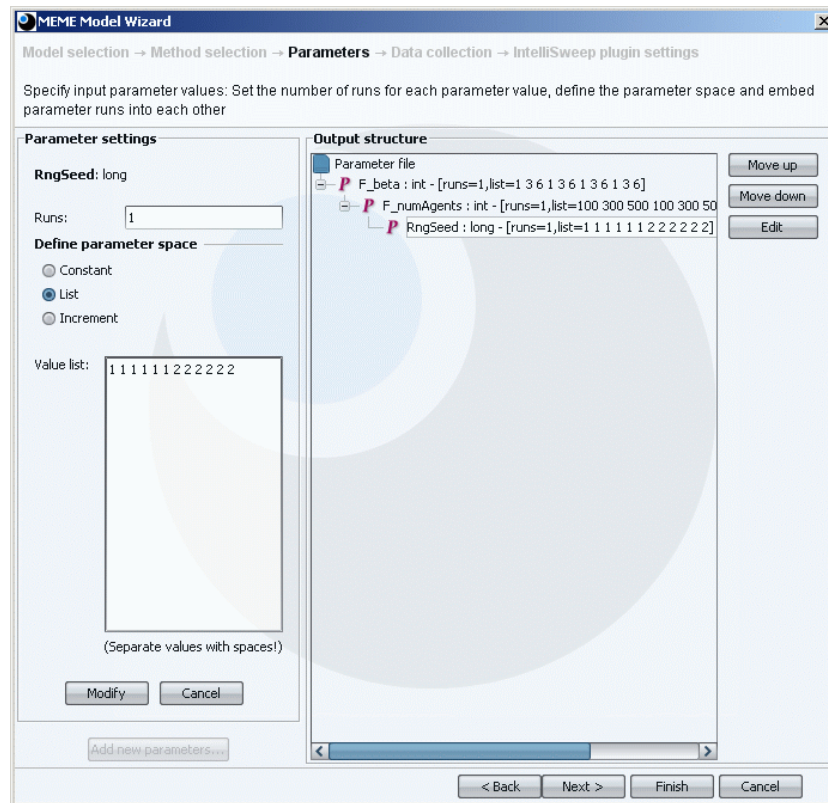 MEME Model Wizard
Model selection → Method selection → Parameters → Data collection → IntelliSweep plugin settings
Specify input parameter values: Set the number of runs for each parameter value, define the parameter space and embed
parameter runs into each other
Parameter settings
RngSeed: long
Runs: 1
Define parameter space
Constant
List
Increment
Value list: 1 1 1 1 1 1 2 2 2 2 2 2
(Separate values with spaces!)
Modify Cancel
Add new parameters...
Output structure
Parameter file
P F_beta : int - [runs=1,list=1 3 6 1 3 6 1 3 6 1 3 6]
P F_numAgents : int - [runs=1,list=100 300 500 100 300 50
P RngSeed : long - [runs=1,list=1 1 1 1 1 1 2 2 2 2 2 2]
Move up
Move down
Edit
< Back Next > Finish Cancel